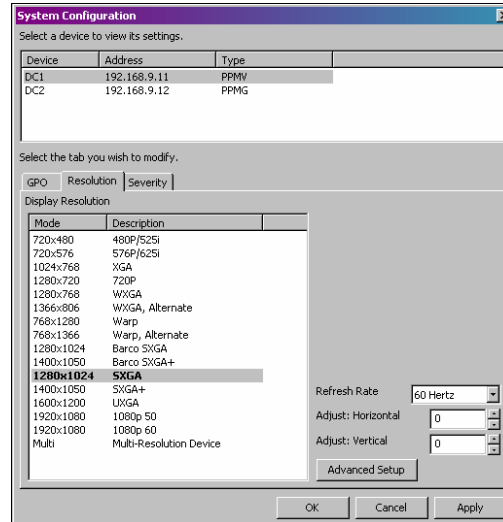 System Configuration
Select a device to view its settings.
Device Address Type
DC1 192.168.9.11 PPMV
DC2 192.168.9.12 PPMG
Select the tab you wish to modify.
GPO Resolution Severity
Display Resolution
Mode Description
720x480 480P/525i
720x576 576P/625i
1024x768 XGA
1280x720 720P
1280x768 WXGA
1366x806 WXGA, Alternate
768x1280 Warp
768x1366 Warp, Alternate
1280x1024 Barco SXGA
1400x1050 Barco SXGA+
1280x1024 SXGA
1400x1050 SXGA+
1600x1200 UXGA
1920x1080 1080p 50
1920x1080 1080p 60
Multi Multi-Resolution Device
Refresh Rate 60 Hertz
Adjust: Horizontal 0
Adjust: Vertical 0
Advanced Setup
OK Cancel Apply